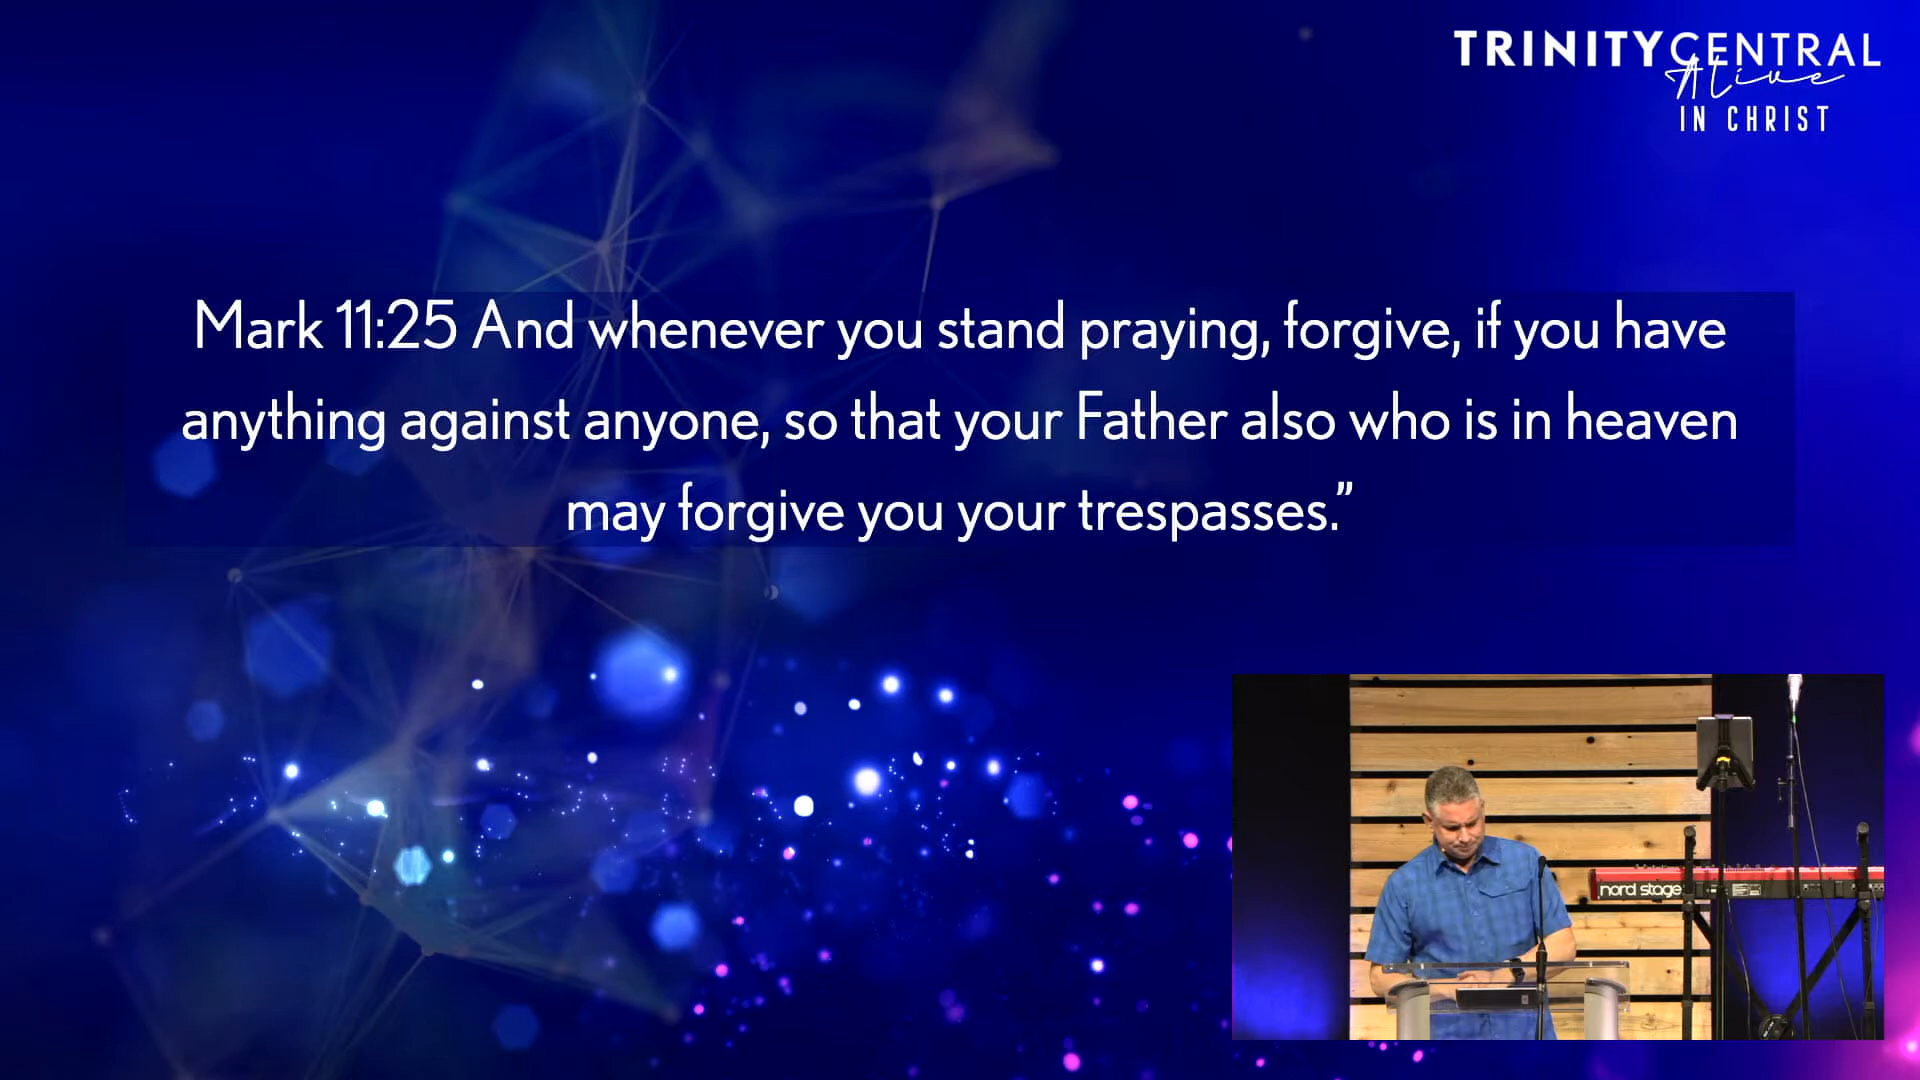 TRINITY CENTRAL
Alive
IN CHRIST
Mark 11:25 And whenever you stand praying, forgive, if you have
anything against anyone, so that your Father also who is in heaven
may forgive you your trespasses.”
nord stage